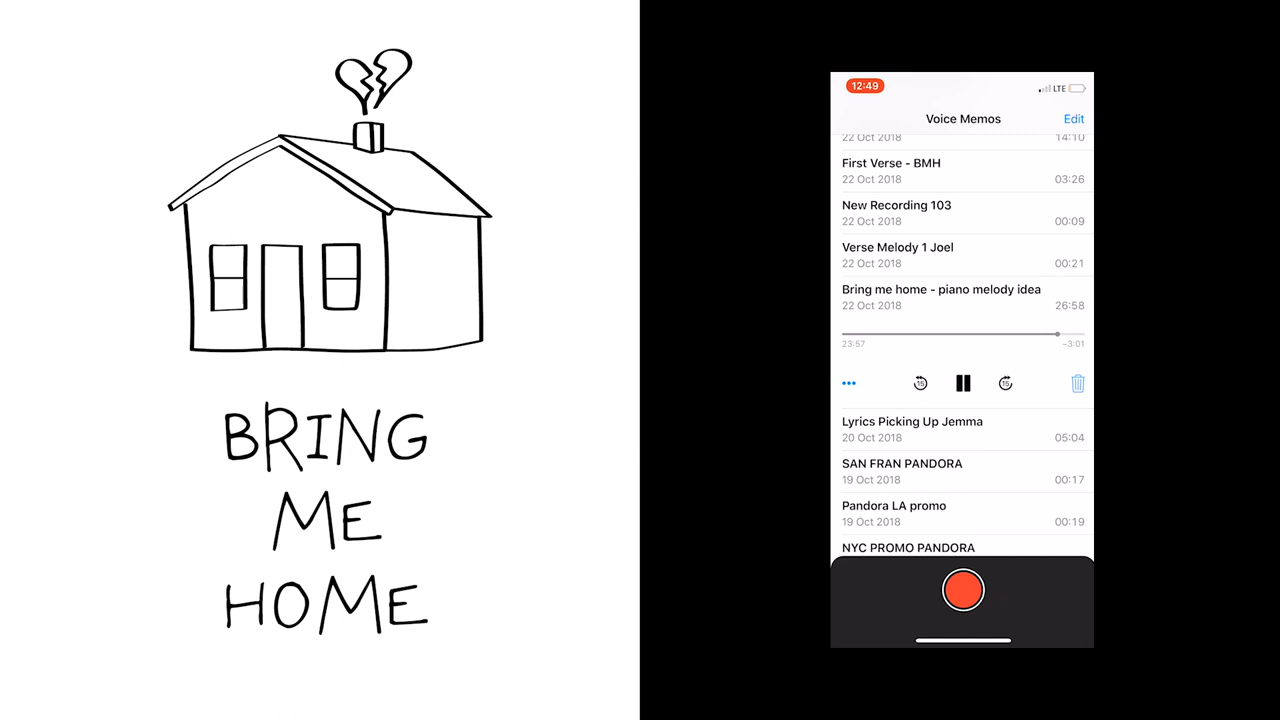 BRING
ME
HOME
12:49
LTE
Voice Memos
Edit
22 Oct 2018
14:10
First Verse - BMH
22 Oct 2018
03:26
New Recording 103
22 Oct 2018
00:09
Verse Melody 1 Joel
22 Oct 2018
00:21
Bring me home - piano melody idea
22 Oct 2018
26:58
23:57
-3:01
15
15
Lyrics Picking Up Jemma
20 Oct 2018
05:04
SAN FRAN PANDORA
19 Oct 2018
00:17
Pandora LA promo
19 Oct 2018
00:19
NYC PROMO PANDORA